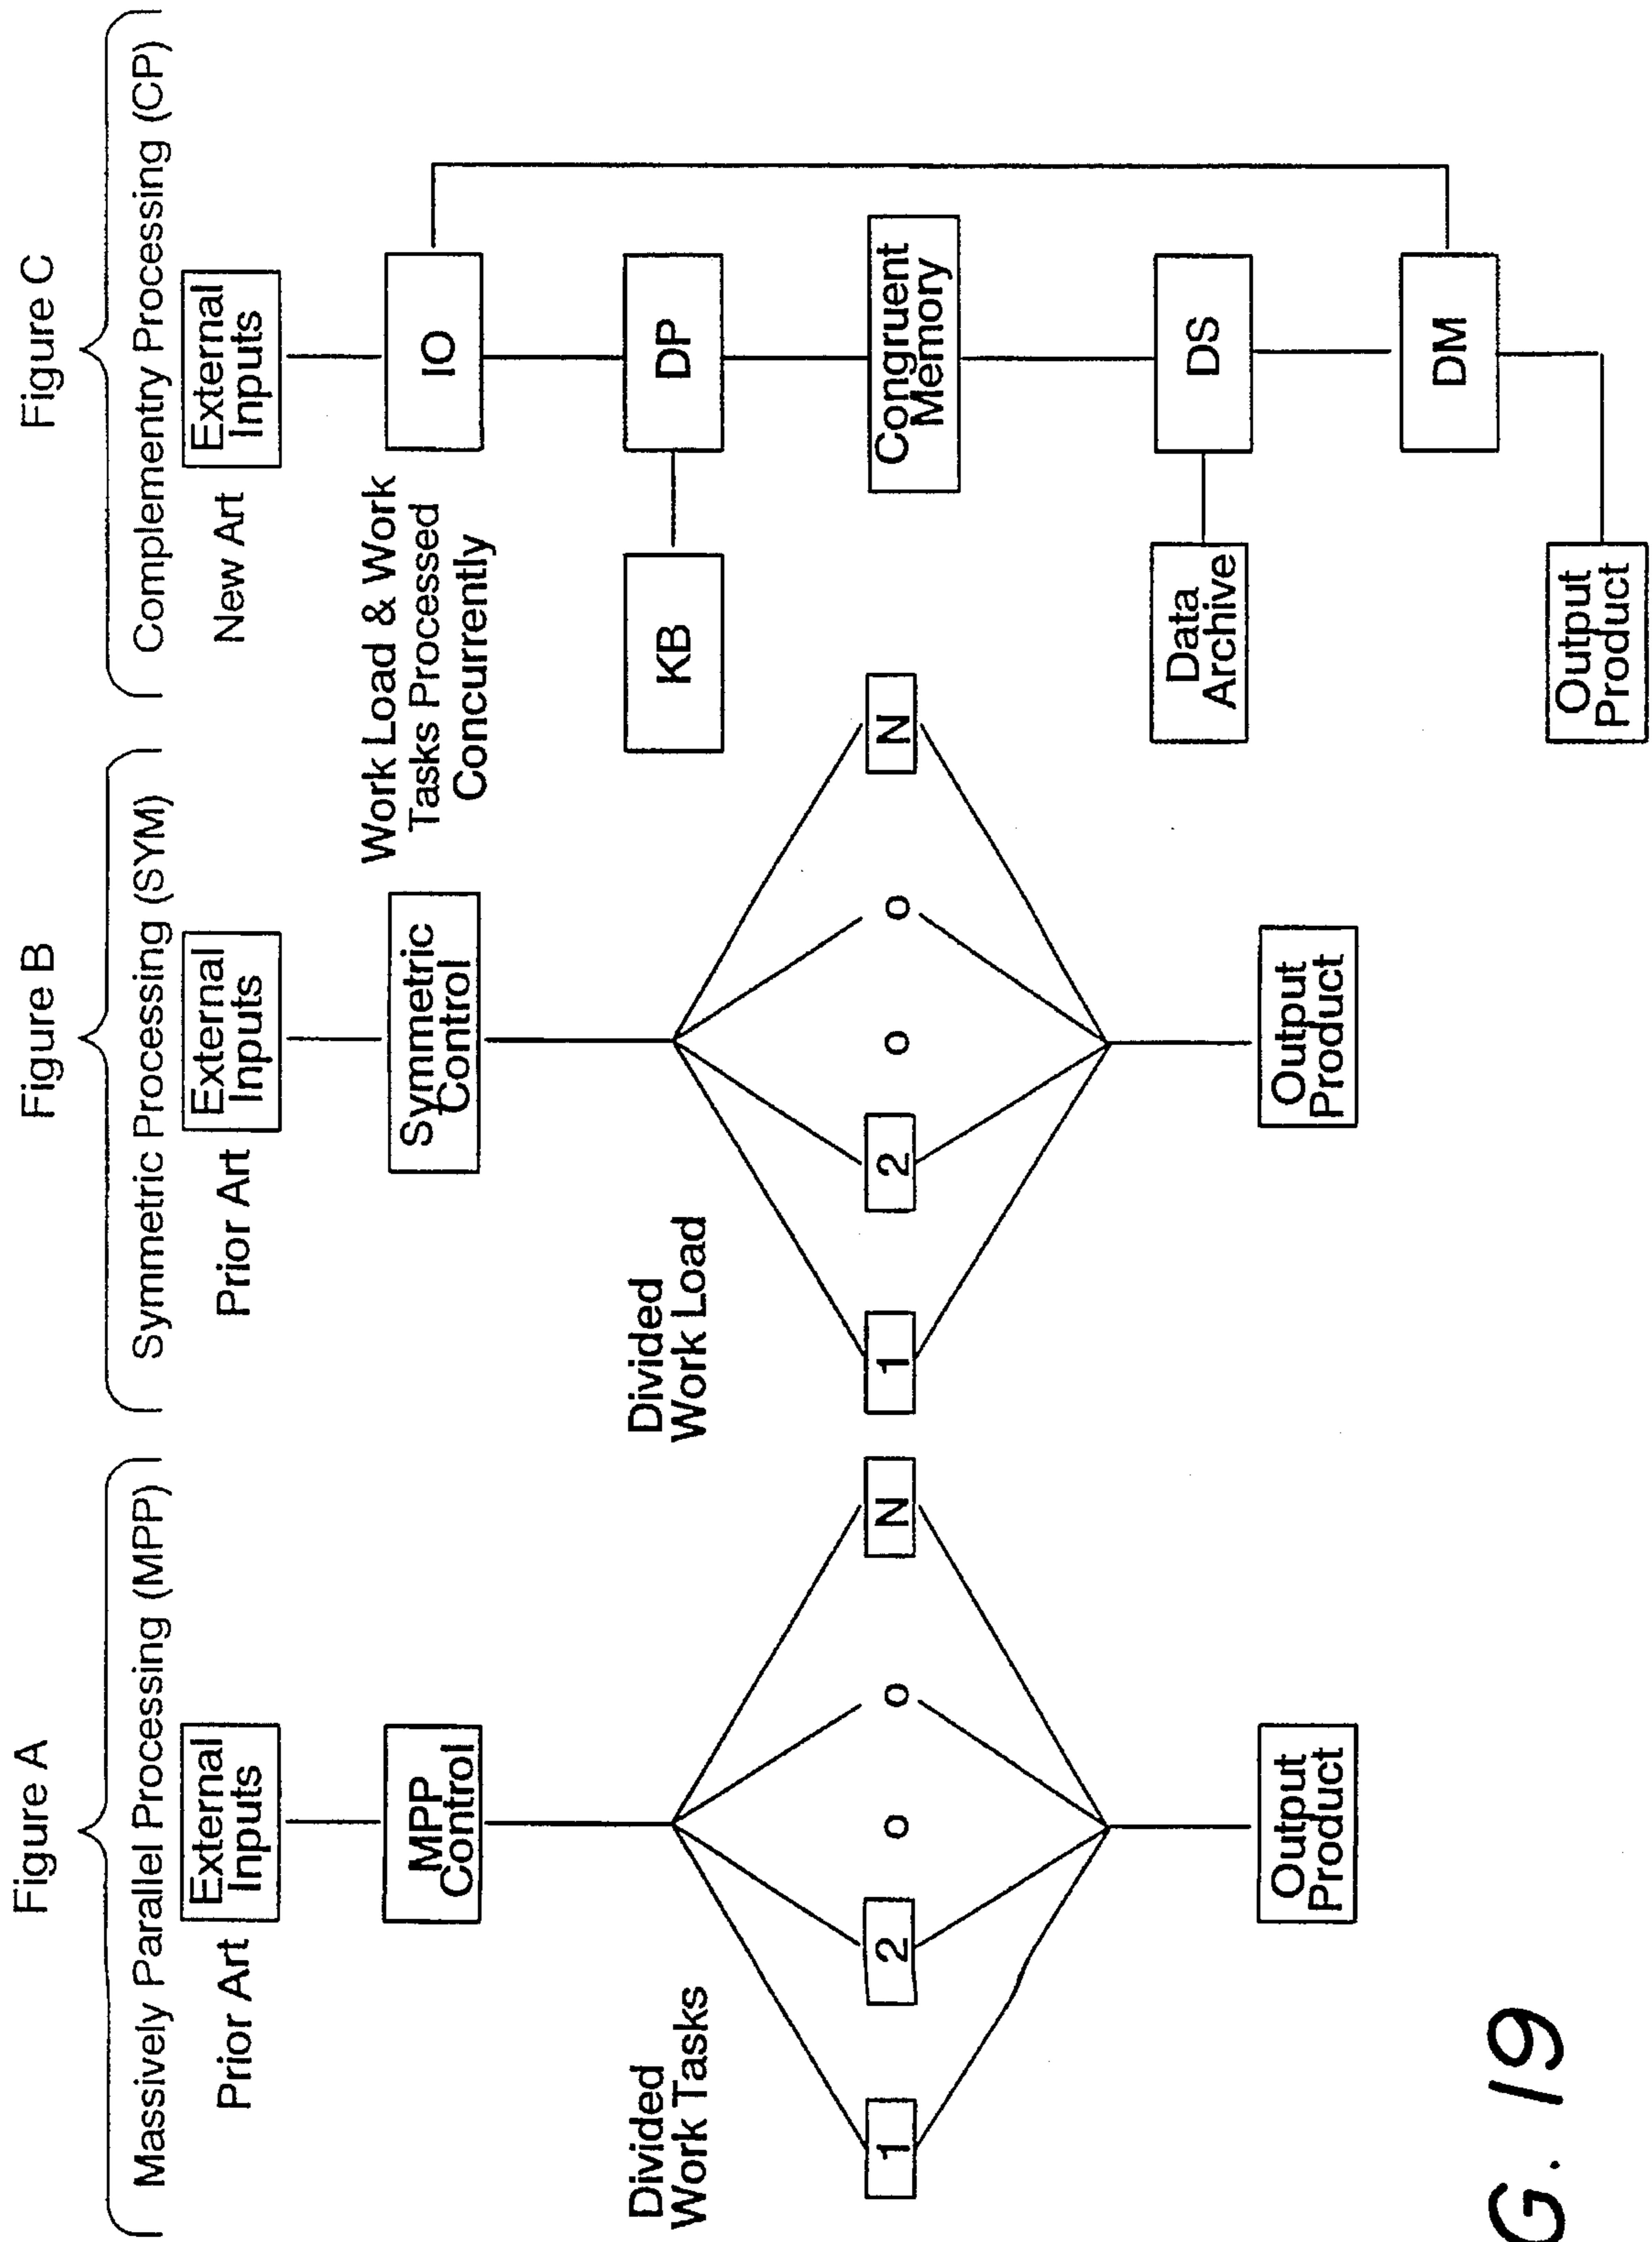 Figure A
Massively Parallel Processing (MPP)
Prior Art
External
Inputs
MPP
Control
Divided
Work Tasks
1
2
o
o
N
Output
Product
Figure B
Symmetric Processing (SYM)
Prior Art
External
Inputs
Symmetric
Control
Divided
Work Load
1
2
o
o
N
Output
Product
Figure C
Complementry Processing (CP)
New Art
External
Inputs
Work Load & Work
Tasks Processed
Concurrently
IO
KB
DP
Congruent
Memory
Data
Archive
DS
DM
Output
Product
G. 19